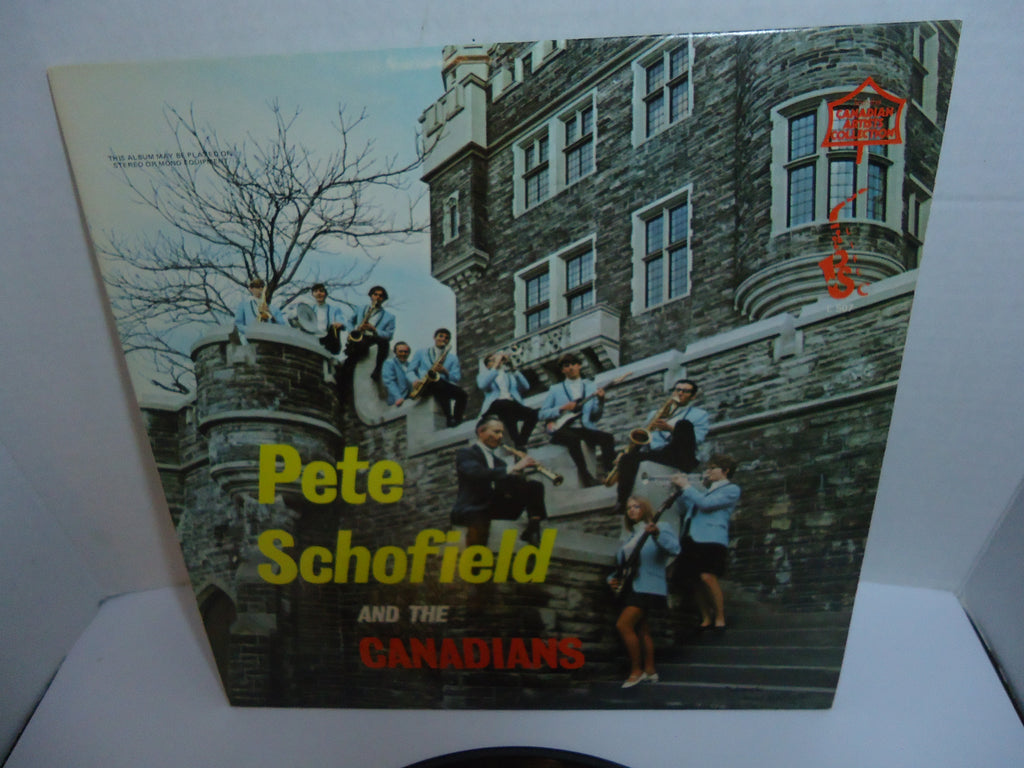 THIS ALBUM MAY BE PLAYED ON
STEREO OR MONO EQUIPMENT
CANADIAN
ARTISTS
COLLECTION
Pete
Schofield
AND THE
CANADIANS